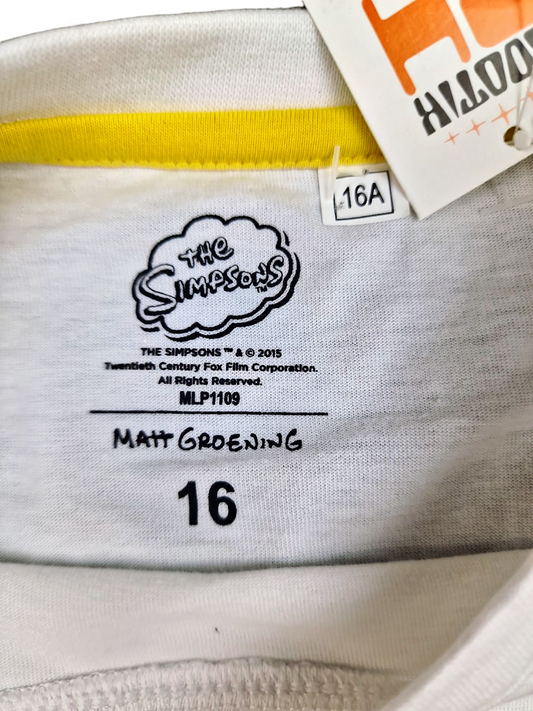 OOTIK
16A
THE
SIMPSONS™
THE SIMPSONS ™ & © 2015
Twentieth Century Fox Film Corporation.
All Rights Reserved.
MLP1109
MATT GROENING
16